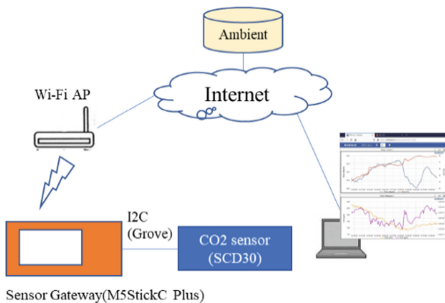 Ambient
Internet
Wi-Fi AP
I2C
(Grove)
CO2 sensor
(SCD30)
Sensor Gateway(M5StickC Plus)